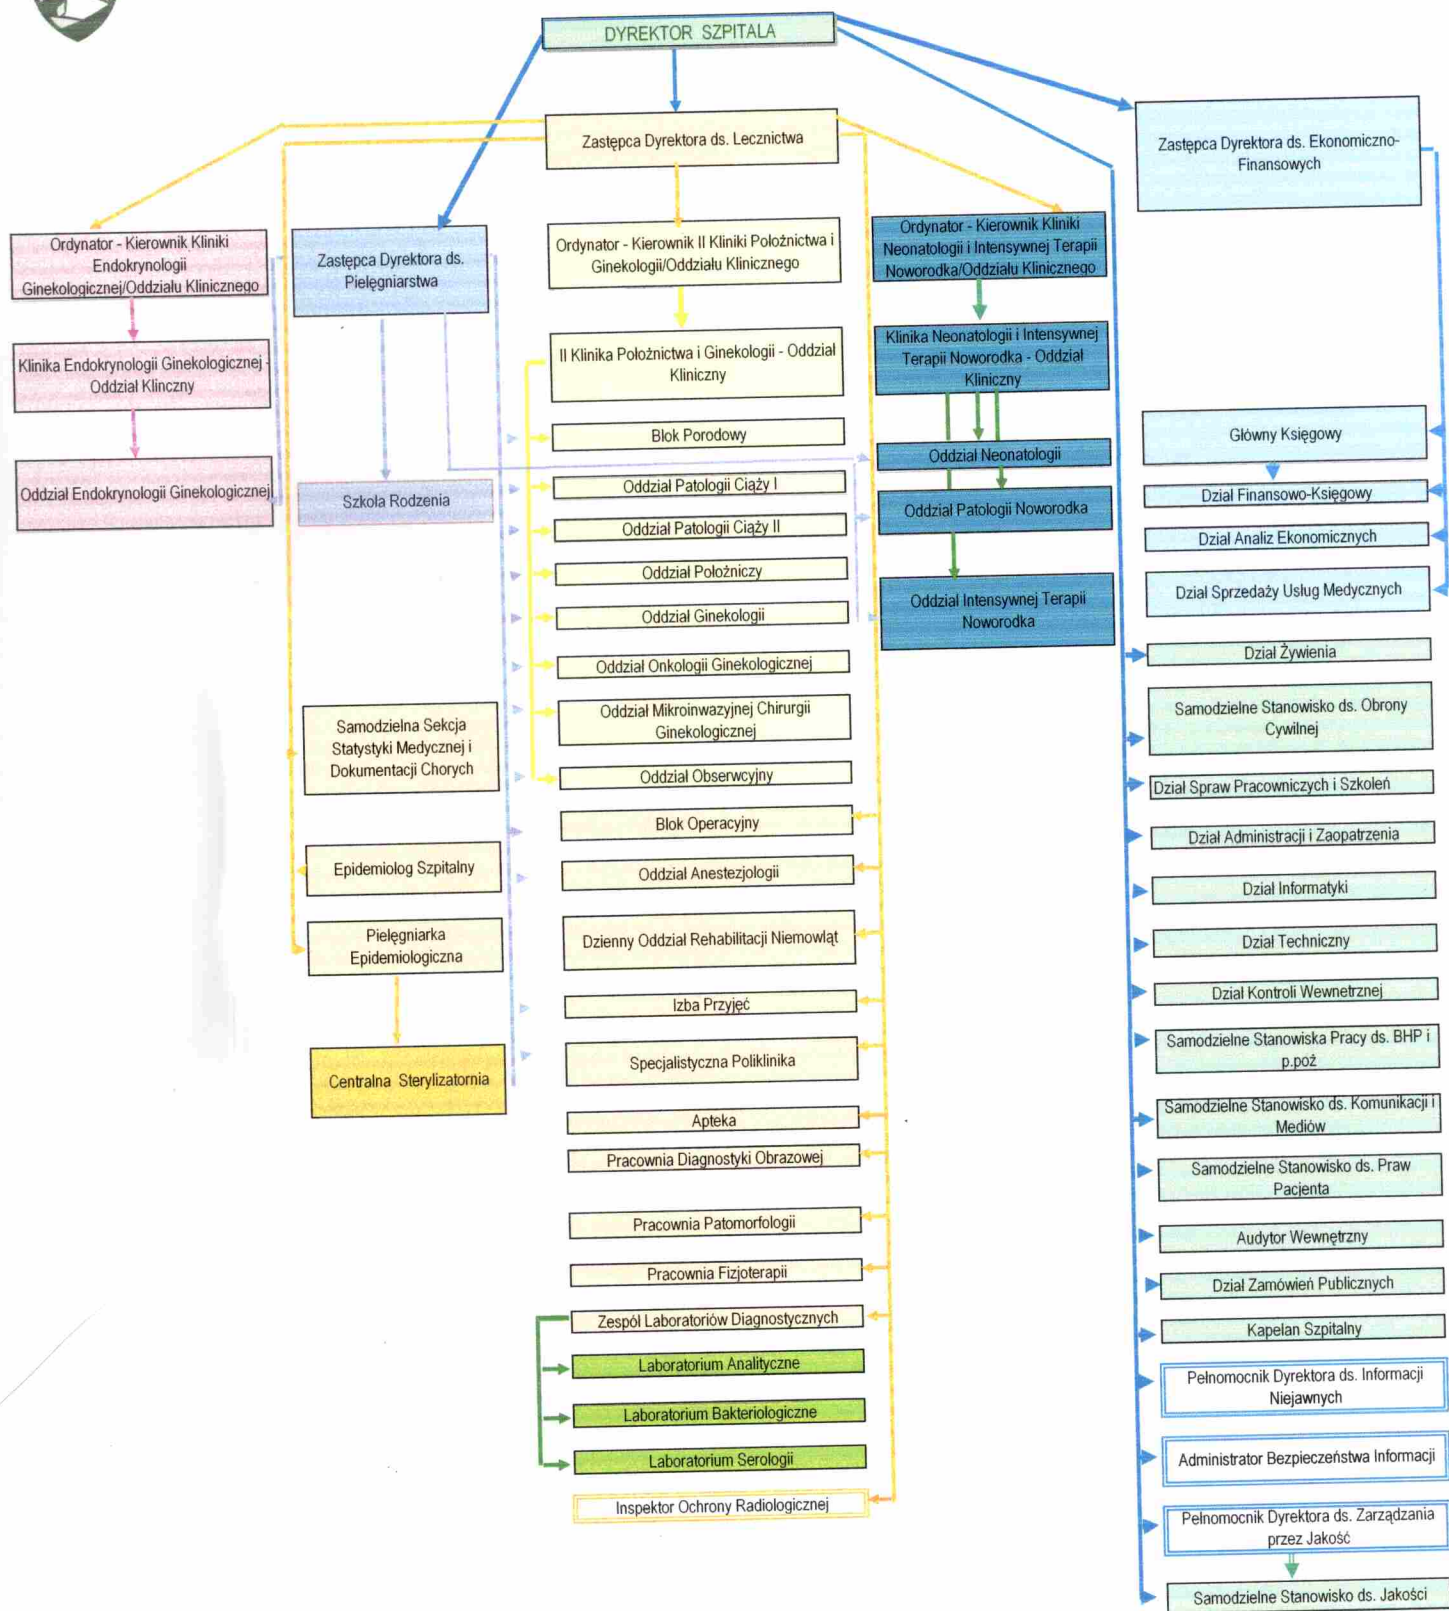 DYREKTOR SZPITALA
Zastępca Dyrektora ds. Lecznictwa
Zastępca Dyrektora ds. Ekonomiczno-
Finansowych
Ordynator - Kierownik Kliniki
Endokrynologii
Ginekologicznej/Oddziału Klinicznego
Zastępca Dyrektora ds.
Pielęgniarstwa
Ordynator - Kierownik II Kliniki Położnictwa i
Ginekologii/Oddziału Klinicznego
Ordynator - Kierownik Kliniki
Neonatologii i Intensywnej Terapii
Noworodka/Oddziału Klinicznego
Klinika Endokrynologii Ginekologicznej -
Oddział Klinczny
II Klinika Położnictwa i Ginekologii - Oddział
Kliniczny
Klinika Neonatologii i Intensywnej
Terapii Noworodka - Oddział
Kliniczny
Oddział Endokrynologii Ginekologicznej
Szkoła Rodzenia
Blok Porodowy
Oddział Patologii Ciąży I
Oddział Patologii Ciąży II
Oddział Położniczy
Oddział Ginekologii
Oddział Onkologii Ginekologicznej
Oddział Mikroinwazyjnej Chirurgii
Ginekologicznej
Oddział Obserwcyjny
Oddział Neonatologii
Oddział Patologii Noworodka
Oddział Intensywnej Terapii
Noworodka
Główny Księgowy
Dział Finansowo-Księgowy
Dział Analiz Ekonomicznych
Dział Sprzedaży Usług Medycznych
Samodzielna Sekcja
Statystyki Medycznej i
Dokumentacji Chorych
Epidemiolog Szpitalny
Pielęgniarka
Epidemiologiczna
Centralna Sterylizatornia
Blok Operacyjny
Oddział Anestezjologii
Dzienny Oddział Rehabilitacji Niemowląt
Izba Przyjęć
Specjalistyczna Poliklinika
Apteka
Pracownia Diagnostyki Obrazowej
Pracownia Patomorfologii
Pracownia Fizjoterapii
Zespół Laboratoriów Diagnostycznych
Laboratorium Analityczne
Laboratorium Bakteriologiczne
Laboratorium Serologii
Inspektor Ochrony Radiologicznej
Dział Żywienia
Samodzielne Stanowisko ds. Obrony
Cywilnej
Dział Spraw Pracowniczych i Szkoleń
Dział Administracji i Zaopatrzenia
Dział Informatyki
Dział Techniczny
Dział Kontroli Wewnetrznej
Samodzielne Stanowiska Pracy ds. BHP i
p.poż
Samodzielne Stanowisko ds. Komunikacji i
Mediów
Samodzielne Stanowisko ds. Praw
Pacjenta
Audytor Wewnętrzny
Dział Zamówień Publicznych
Kapelan Szpitalny
Pełnomocnik Dyrektora ds. Informacji
Niejawnych
Administrator Bezpieczeństwa Informacji
Pełnomocnik Dyrektora ds. Zarządzania
przez Jakość
Samodzielne Stanowisko ds. Jakości